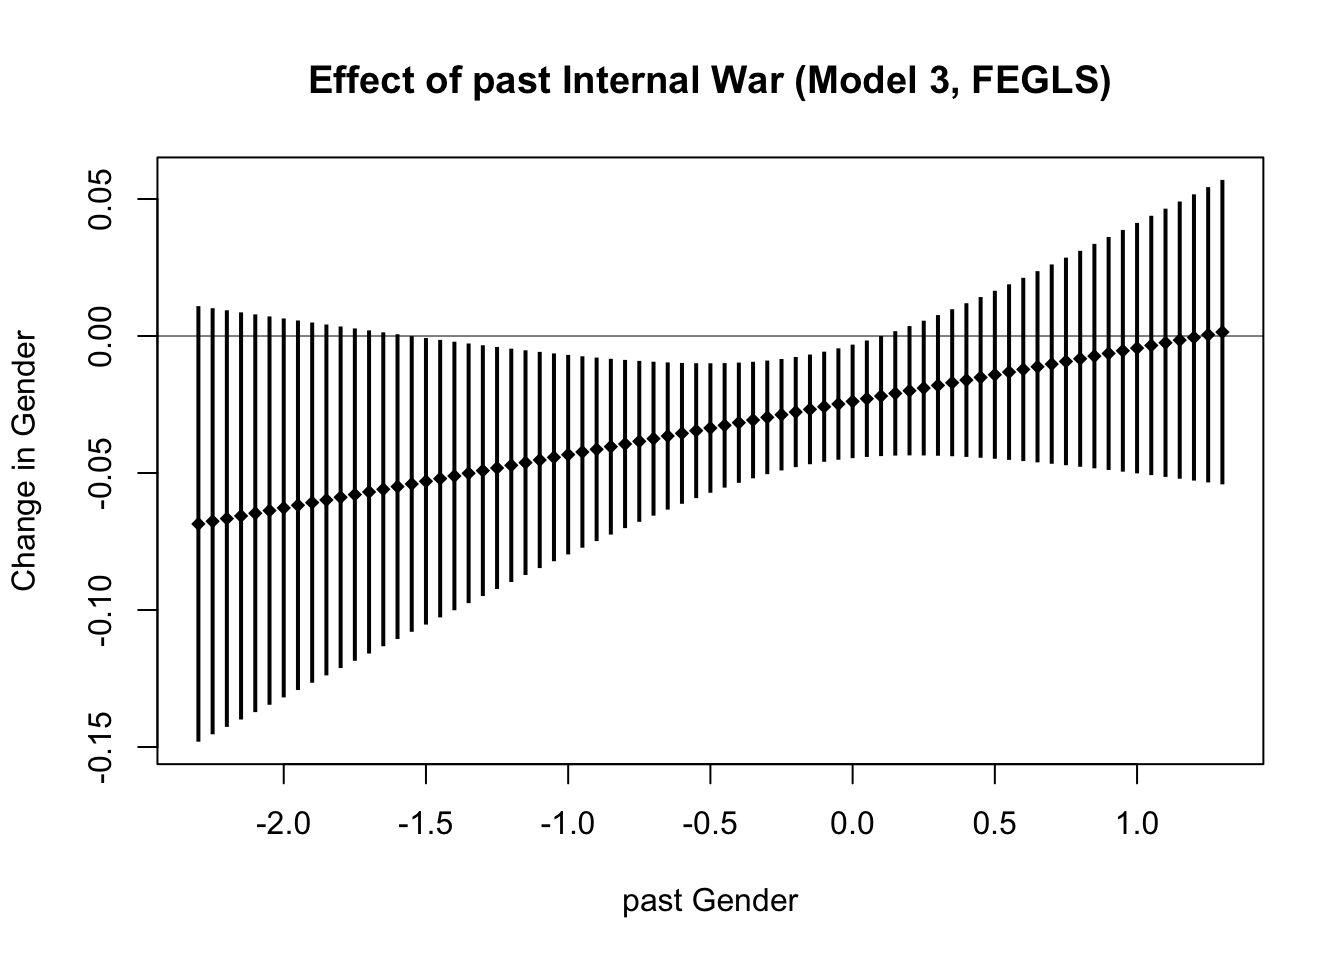 Effect of past Internal War (Model 3, FEGLS)
Change in Gender
0.05
0.00
-0.05
-0.10
-0.15
-2.0 -1.5 -1.0 -0.5 0.0 0.5 1.0
past Gender